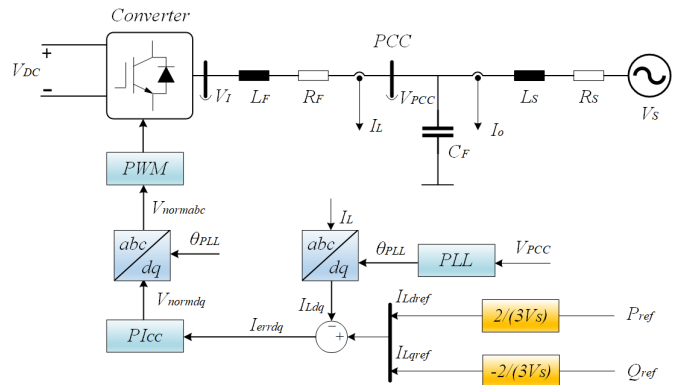 Converter
+
-
VDC
VI
LF
RF
IL
PCC
VPCC
CF
Io
Ls
Rs
Vs
PWM
Vnormabc
abc
dq
θPLL
Vnormdq
PIcc
Ierrdq
IL
abc
dq
θPLL
PLL
VPCC
ILdq
−
+
ILdref
2/(3Vs)
Pref
ILqref
-2/(3Vs)
Qref